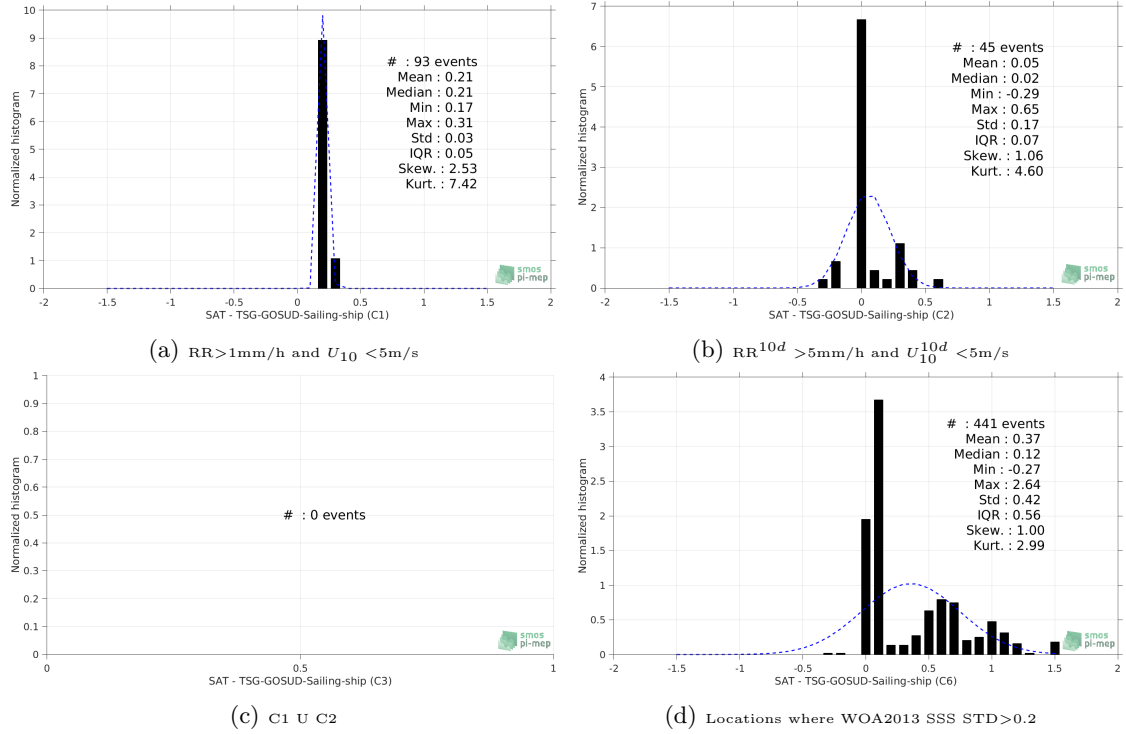 10
9
8
7
6
5
4
3
2
1
0
Normalized histogram
# : 93 events
Mean : 0.21
Median : 0.21
Min : 0.17
Max : 0.31
Std : 0.03
IQR : 0.05
Skew. : 2.53
Kurt. : 7.42
smos
pi-mep
-2 -1.5 -1 -0.5 0 0.5 1 1.5 2
SAT - TSG-GOSUD-Sailing-ship (C1)
(a) RR>1mm/h and U10 <5m/s
7
6
5
4
3
2
1
0
Normalized histogram
# : 45 events
Mean : 0.05
Median : 0.02
Min : -0.29
Max : 0.65
Std : 0.17
IQR : 0.07
Skew. : 1.06
Kurt. : 4.60
smos
pi-mep
-2 -1.5 -1 -0.5 0 0.5 1 1.5 2
SAT - TSG-GOSUD-Sailing-ship (C2)
(b) RR^10d >5mm/h and U10^10d <5m/s
1
0.9
0.8
0.7
0.6
0.5
0.4
0.3
0.2
0.1
0
Normalized histogram
# : 0 events
smos
pi-mep
0 0.5 1
SAT - TSG-GOSUD-Sailing-ship (C3)
(c) C1 U C2
4
3.5
3
2.5
2
1.5
1
0.5
0
Normalized histogram
# : 441 events
Mean : 0.37
Median : 0.12
Min : -0.27
Max : 2.64
Std : 0.42
IQR : 0.56
Skew. : 1.00
Kurt. : 2.99
smos
pi-mep
-2 -1.5 -1 -0.5 0 0.5 1 1.5 2
SAT - TSG-GOSUD-Sailing-ship (C6)
(d) Locations where WOA2013 SSS STD>0.2